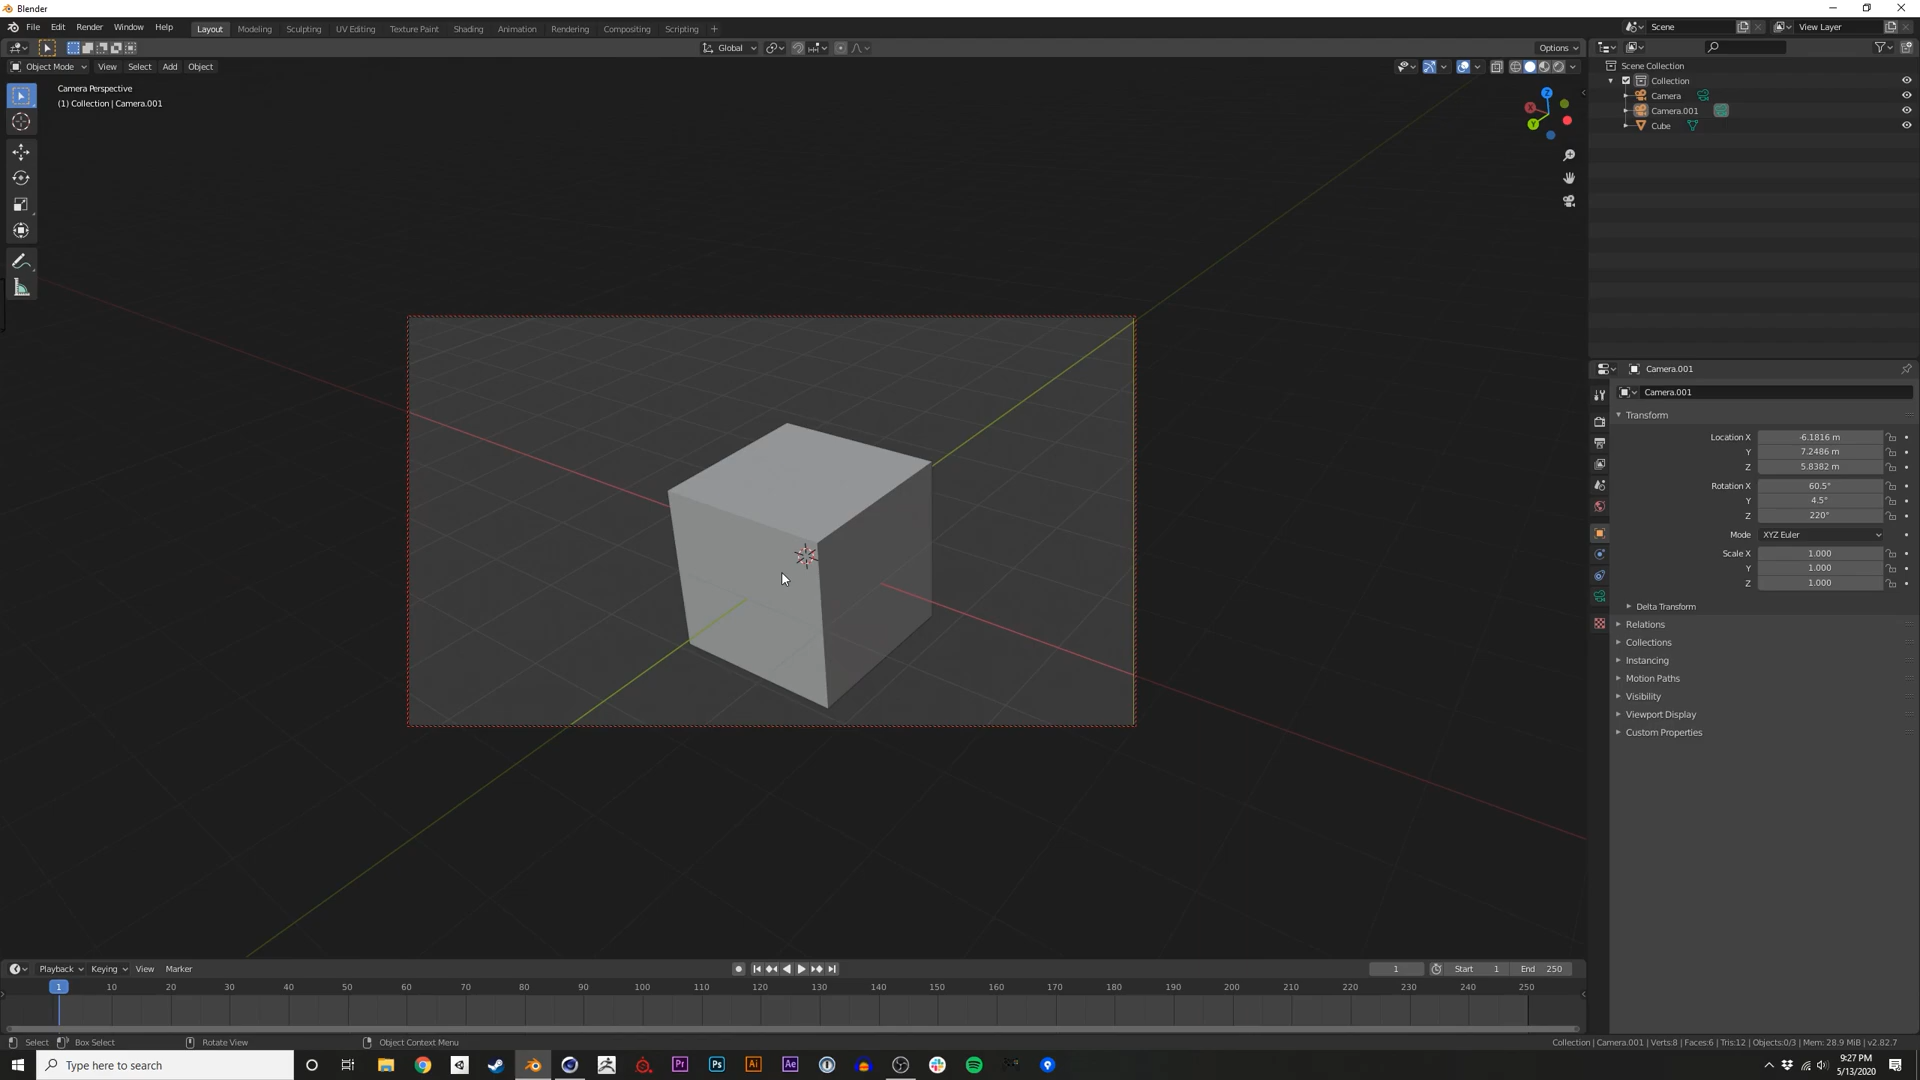 Blender
File Edit Render Window Help
Layout Modeling Sculpting UV Editing Texture Paint Shading Animation Rendering Compositing Scripting +
Scene
View Layer
Global
Options
Object Mode View Select Add Object
Camera Perspective
(1) Collection | Camera.001
Z
X
Y
Scene Collection
Collection
Camera
Camera.001
Cube
Camera.001
Camera.001
Transform
Location X -6.1816 m
Y 7.2486 m
Z 5.8382 m
Rotation X 60.5°
Y 4.5°
Z 220°
Mode XYZ Euler
Scale X 1.000
Y 1.000
Z 1.000
Delta Transform
Relations
Collections
Instancing
Motion Paths
Visibility
Viewport Display
Custom Properties
Playback Keying View Marker
1 Start 1 End 250
1 10 20 30 40 50 60 70 80 90 100 110 120 130 140 150 160 170 180 190 200 210 220 230 240 250
Select Box Select Rotate View Object Context Menu
Collection | Camera.001 | Verts:8 | Faces:6 | Tris:12 | Objects:0/3 | Mem: 28.9 MiB | v2.82.7
Type here to search
Pr Ps Ai Ae
9:27 PM
5/13/2020